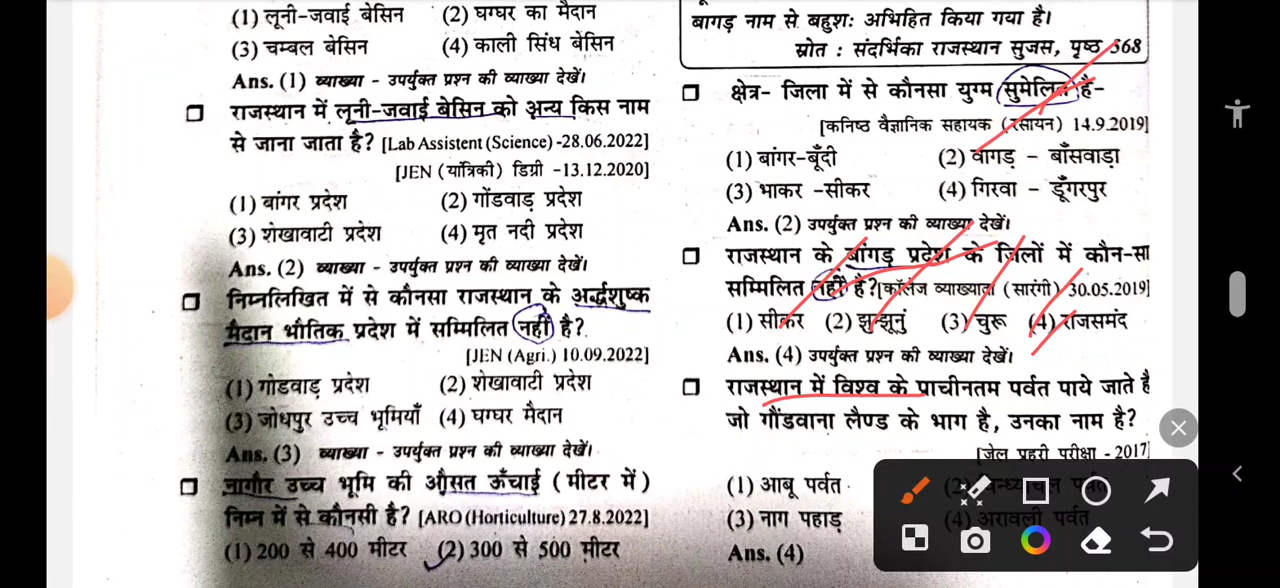 (1) लूनी-जवाई बेसिन (2) घग्घर का मैदान
(3) चम्बल बेसिन (4) काली सिंध बेसिन
Ans. (1) व्याख्या - उपर्युक्त प्रश्न की व्याख्या देखें।
राजस्थान में लूनी-जवाई बेसिन को अन्य किस नाम
से जाना जाता है? [Lab Assistent (Science) -28.06.2022]
[JEN (यांत्रिकी) डिग्री -13.12.2020]
(1) बांगर प्रदेश (2) गोंडवाड़ प्रदेश
(3) शेखावाटी प्रदेश (4) मृत नदी प्रदेश
Ans. (2) व्याख्या - उपर्युक्त प्रश्न की व्याख्या देखें।
निम्नलिखित में से कौनसा राजस्थान के अर्द्धशुष्क
मैदान भौतिक प्रदेश में सम्मिलित नहीं है?
[JEN (Agri.) 10.09.2022]
(1) गोडवाड़ प्रदेश (2) शेखावाटी प्रदेश
(3) जोधपुर उच्च भूमियाँ (4) घग्घर मैदान
Ans. (3) व्याख्या - उपर्युक्त प्रश्न की व्याख्या देखें।
नागौर उच्च भूमि की औसत ऊँचाई (मीटर में)
निम्न में से कौनसी है? [ARO (Horticulture) 27.8.2022]
(1) 200 से 400 मीटर (2) 300 से 500 मीटर
बागड़ नाम से बहुशः अभिहित किया गया है।
स्रोत : संदर्भिका राजस्थान सुजस, पृष्ठ 568
क्षेत्र- जिला में से कौनसा युग्म सुमेलित है-
[कनिष्ठ वैज्ञानिक सहायक (रसायन) 14.9.2019]
(1) बांगर-बूँदी (2) वागड़ - बाँसवाड़ा
(3) भाकर -सीकर (4) गिरवा - डूँगरपुर
Ans. (2) उपर्युक्त प्रश्न की व्याख्या देखें।
राजस्थान के बांगड़ प्रदेश के जिलों में कौन-सा
सम्मिलित नहीं है? [कॉलेज व्याख्याता (सारंगी) 30.05.2019]
(1) सीकर (2) झुन्झूनुं (3) चुरू (4) राजसमंद
Ans. (4) उपर्युक्त प्रश्न की व्याख्या देखें।
राजस्थान में विश्व के प्राचीनतम पर्वत पाये जाते है
जो गौंडवाना लैण्ड के भाग है, उनका नाम है?
[जेल प्रहरी परीक्षा - 2017]
(1) आबू पर्वत
(3) नाग पहाड़ (4) अरावली पर्वत
Ans. (4)